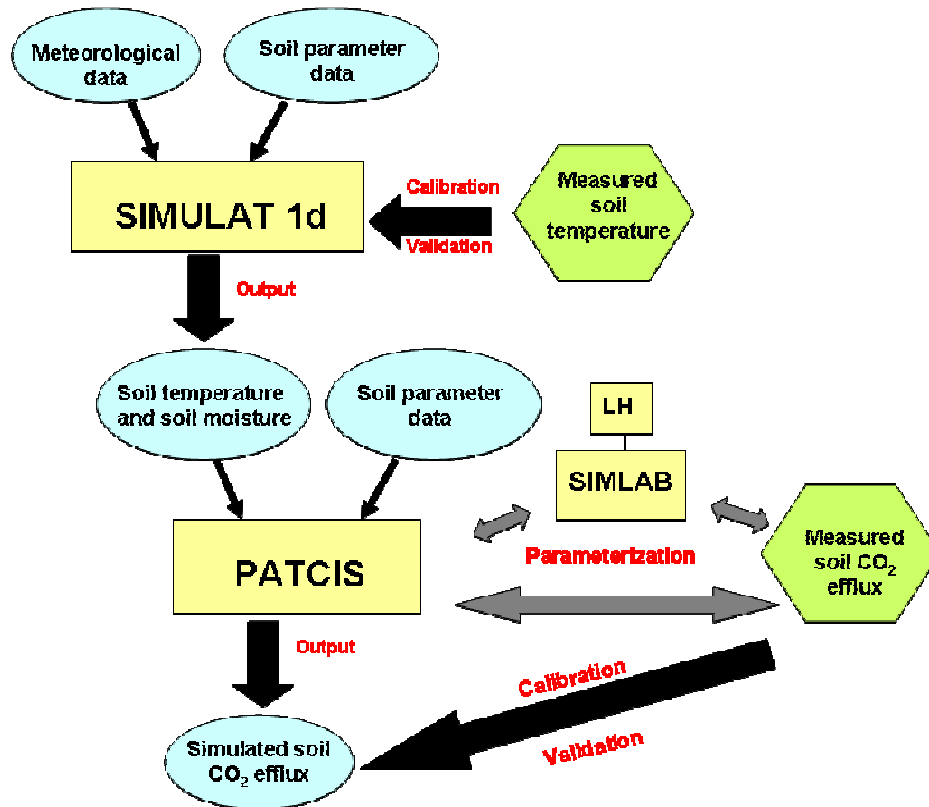 Meteorological
data
Soil parameter
data
SIMULAT 1d
Calibration
Validation
Measured
soil
temperature
Output
Soil temperature
and soil moisture
Soil parameter
data
LH
SIMLAB
PATCIS
Parameterization
Measured
soil CO₂
efflux
Output
Calibration
Validation
Simulated soil
CO₂ efflux